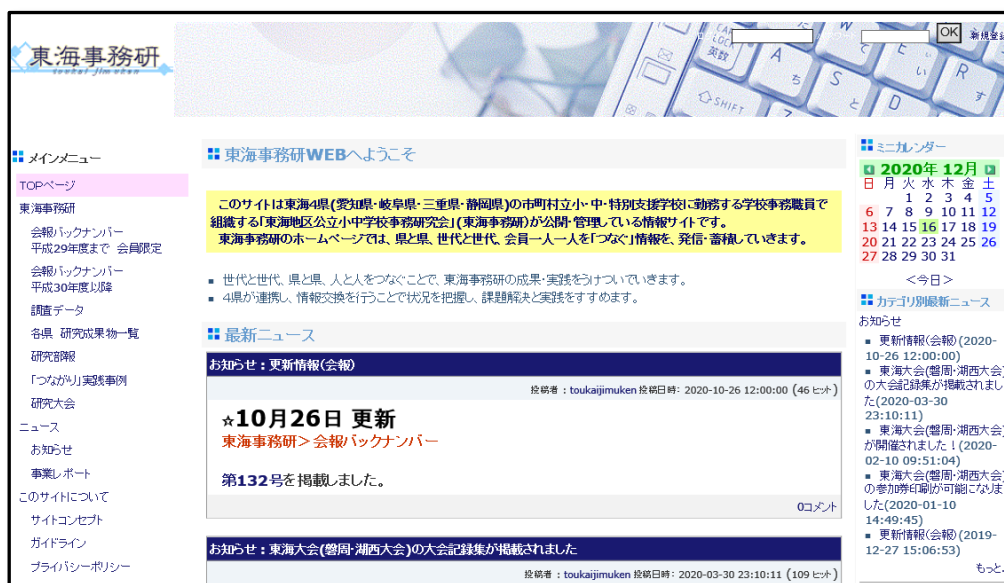 東海事務研
toukai jimuken
CAPS
LOCK
英数
A
ち
W
S
と
E
い
D
し
R
す
SHIFT
OK
新規登録
メインメニュー
TOPページ
東海事務研
会報バックナンバー
平成29年度まで 会員限定
会報バックナンバー
平成30年度以降
調査データ
各県 研究成果物一覧
研究部報
「つながり」実践事例
研究大会
ニュース
お知らせ
事業レポート
このサイトについて
サイトコンセプト
ガイドライン
プライバシーポリシー
東海事務研WEBへようこそ
このサイトは東海4県(愛知県・岐阜県・三重県・静岡県)の市町村立小・中・特別支援学校に勤務する学校事務職員で
組織する「東海地区公立小中学校事務研究会」(東海事務研)が公開・管理している情報サイトです。
東海事務研のホームページでは、県と県、世代と世代、会員一人一人を「つなぐ」情報を、発信・蓄積していきます。
世代と世代、県と県、人と人をつなぐことで、東海事務研の成果・実践をうけついでいきます。
4県が連携し、情報交換を行うことで状況を把握し、課題解決と実践をすすめます。
最新ニュース
お知らせ：更新情報(会報)
投稿者 : toukaijimuken 投稿日時: 2020-10-26 12:00:00 (46 ヒット)
☆10月26日 更新
東海事務研＞会報バックナンバー
第132号を掲載しました。
0コメント
お知らせ：東海大会(磐周・湖西大会)の大会記録集が掲載されました
投稿者 : toukaijimuken 投稿日時: 2020-03-30 23:10:11 (109 ヒット)
ミニカレンダー
2020年 12月
日 月 火 水 木 金 土
1 2 3 4 5
6 7 8 9 10 11 12
13 14 15 16 17 18 19
20 21 22 23 24 25 26
27 28 29 30 31
<今日>
カテゴリ別最新ニュース
お知らせ
更新情報(会報)(2020-
10-26 12:00:00)
東海大会(磐周・湖西大会)
の大会記録集が掲載されまし
た(2020-03-30
23:10:11)
東海大会(磐周・湖西大会)
が開催されました！(2020-
02-10 09:51:04)
東海大会(磐周・湖西大会)
の参加券印刷が可能になりま
した(2020-01-10
14:49:45)
更新情報(会報)(2019-
12-27 15:06:53)
もっと..